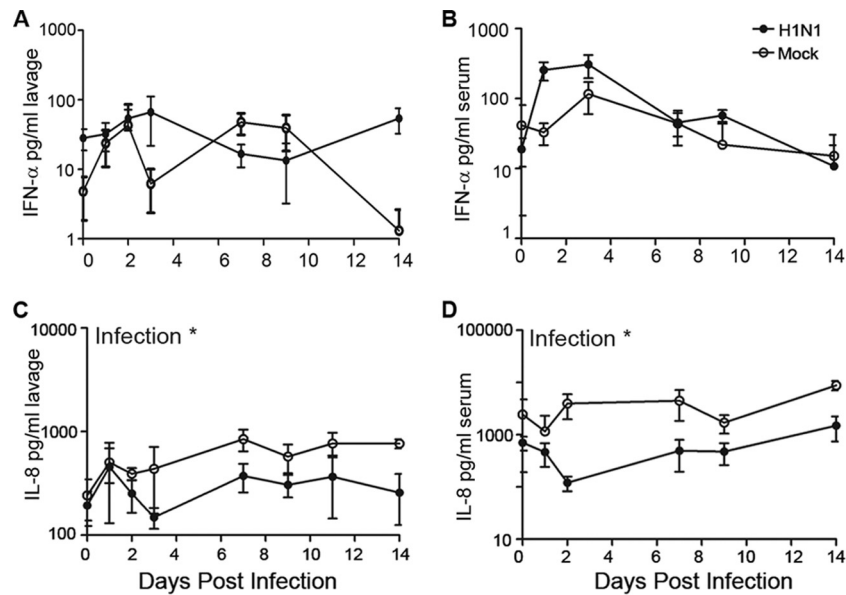 A
IFN-α pg/ml lavage
1000
100
10
1
0 2 4 6 8 10 12 14
B
IFN-α pg/ml serum
1000
100
10
1
0 2 4 6 8 10 12 14
H1N1
Mock
C
IL-8 pg/ml lavage
10000
1000
100
Infection *
0 2 4 6 8 10 12 14
Days Post Infection
D
IL-8 pg/ml serum
100000
1000
10
Infection *
0 2 4 6 8 10 12 14
Days Post Infection